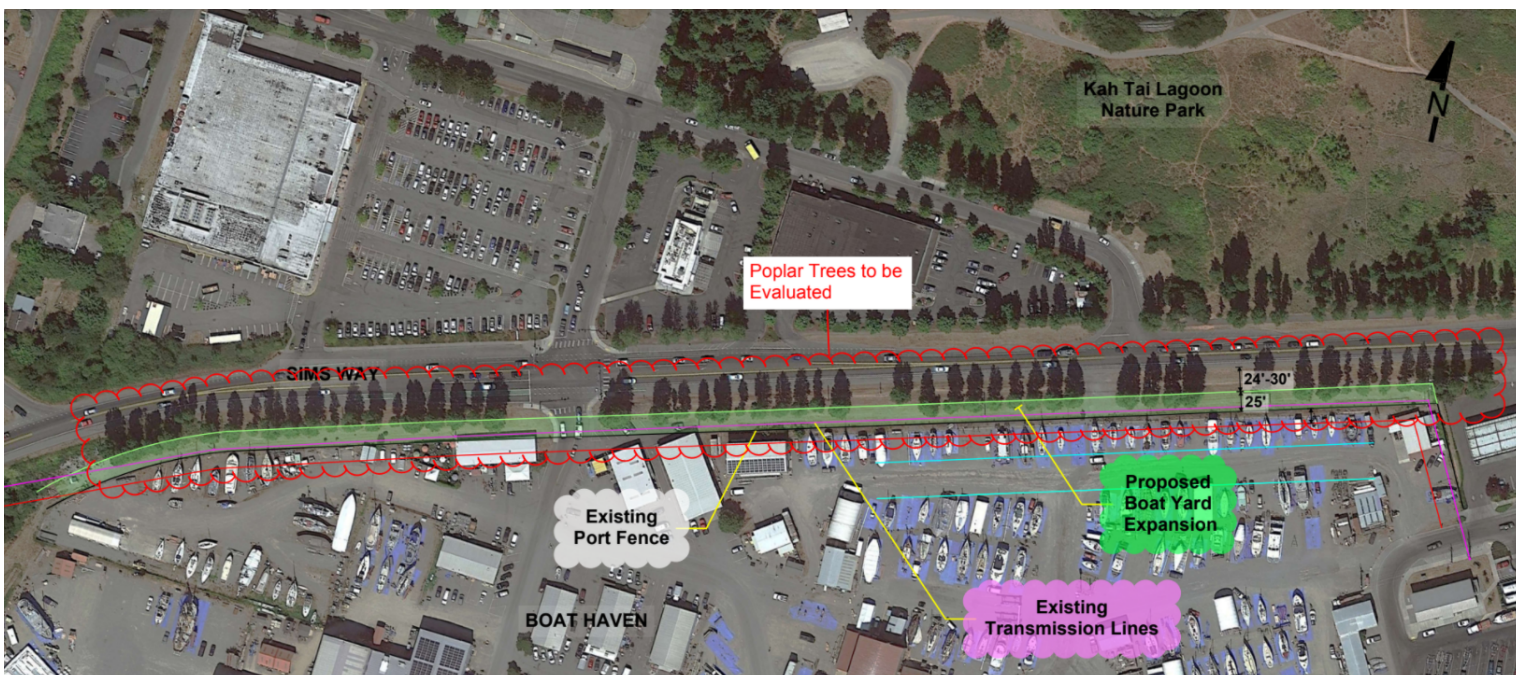 Kah Tai Lagoon
Nature Park
N
Poplar Trees to be
Evaluated
SIMS WAY
24'-30'
25'
Proposed
Boat Yard
Expansion
Existing
Port Fence
Existing
Transmission Lines
BOAT HAVEN